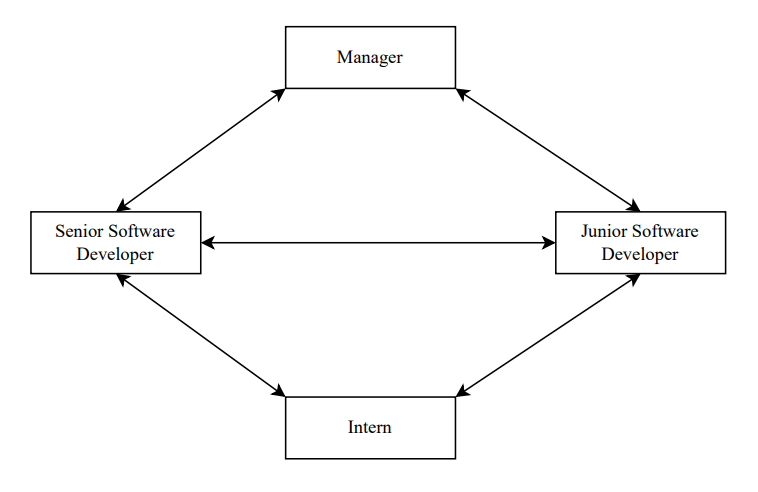 Manager
Senior Software
Developer
Junior Software
Developer
Intern